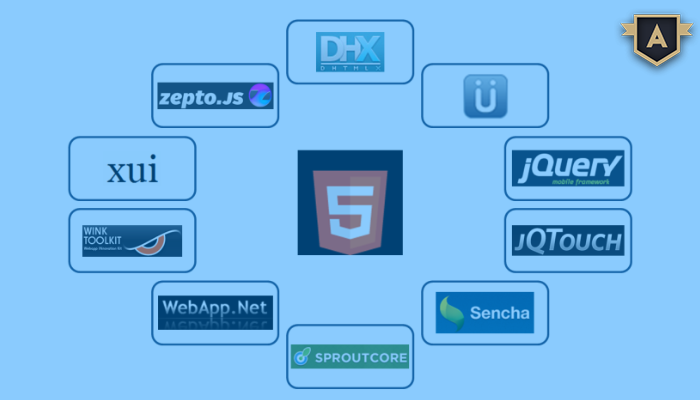 DHX
DHTMLX
zepto.JS
Ü
xui
jQuery
mobile framework
5
WINK
TOOLKIT
jQTouch
WebApp.Net
Sencha
SPROUTCORE
A